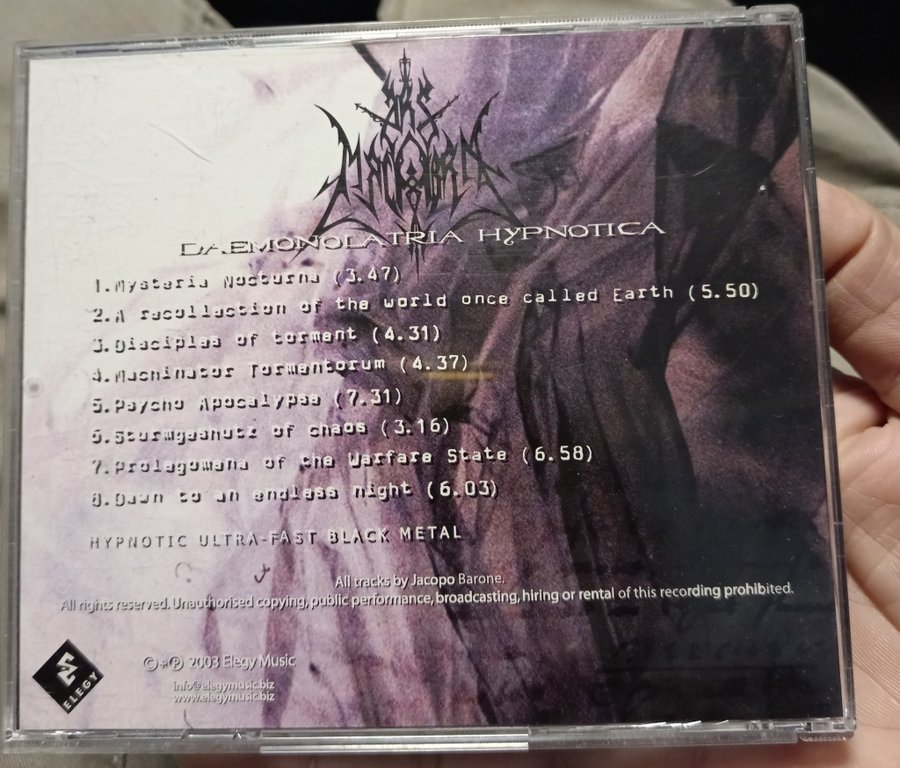 ARS
MACABRA
DAEMONOLATRIA HYPNOTICA
1.Mysteria Nocturna (3.47)
2.A recollection of the world once called Earth (5.50)
3.Disciples of torment (4.31)
4.Machinator Tormentorum (4.37)
5.Psycho Apocalypse (7.31)
6.Sturmgeshutz of chaos (3.16)
7.Prolegomena of the Warfare State (6.58)
8.Dawn to an endless night (6.03)
HYPNOTIC ULTRA-FAST BLACK METAL
All tracks by Jacopo Barone.
All rights reserved. Unauthorised copying, public performance, broadcasting, hiring or rental of this recording prohibited.
ELEGY
©+℗ 2003 Elegy Music
info@elegymusic.biz
www.elegymusic.biz